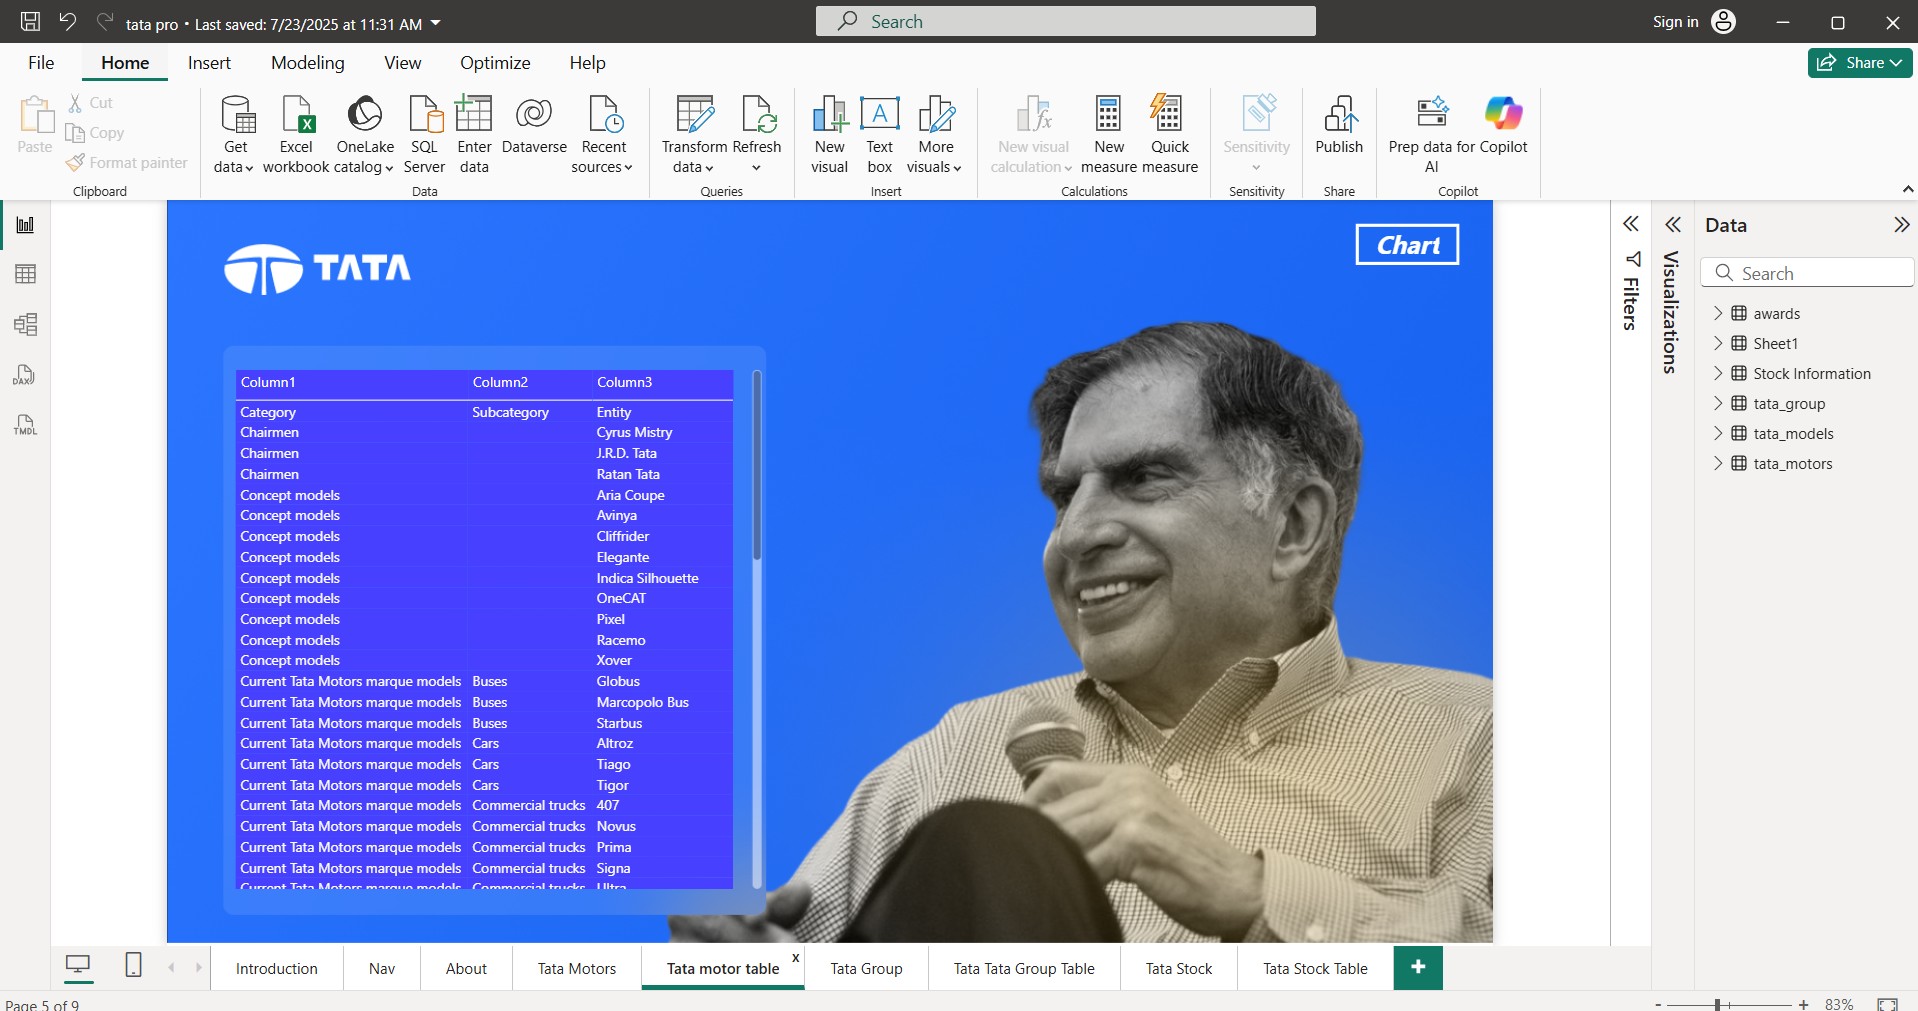 tata pro • Last saved: 7/23/2025 at 11:31 AM
Search
Sign in
File Home Insert Modeling View Optimize Help
Share
Paste
Cut
Copy
Format painter
Clipboard
Get data
Excel workbook
OneLake catalog
SQL Server
Enter data
Dataverse
Recent sources
Data
Transform data
Refresh
Queries
New visual
Text box
More visuals
Insert
New visual calculation
New measure
Quick measure
Calculations
Sensitivity
Sensitivity
Publish
Share
Prep data for AI
Copilot
Copilot
TATA
Chart
Column1 Column2 Column3
Category Subcategory Entity
Chairmen Cyrus Mistry
Chairmen J.R.D. Tata
Chairmen Ratan Tata
Concept models Aria Coupe
Concept models Avinya
Concept models Cliffrider
Concept models Elegante
Concept models Indica Silhouette
Concept models OneCAT
Concept models Pixel
Concept models Racemo
Concept models Xover
Current Tata Motors marque models Buses Globus
Current Tata Motors marque models Buses Marcopolo Bus
Current Tata Motors marque models Buses Starbus
Current Tata Motors marque models Cars Altroz
Current Tata Motors marque models Cars Tiago
Current Tata Motors marque models Cars Tigor
Current Tata Motors marque models Commercial trucks 407
Current Tata Motors marque models Commercial trucks Novus
Current Tata Motors marque models Commercial trucks Prima
Current Tata Motors marque models Commercial trucks Signa
Current Tata Motors marque models Commercial trucks Ultra
Filters
Visualizations
Data
Search
awards
Sheet1
Stock Information
tata_group
tata_models
tata_motors
DAX
TMDL
Introduction Nav About Tata Motors Tata motor table x Tata Group Tata Tata Group Table Tata Stock Tata Stock Table +
Page 5 of 9
- + 83%